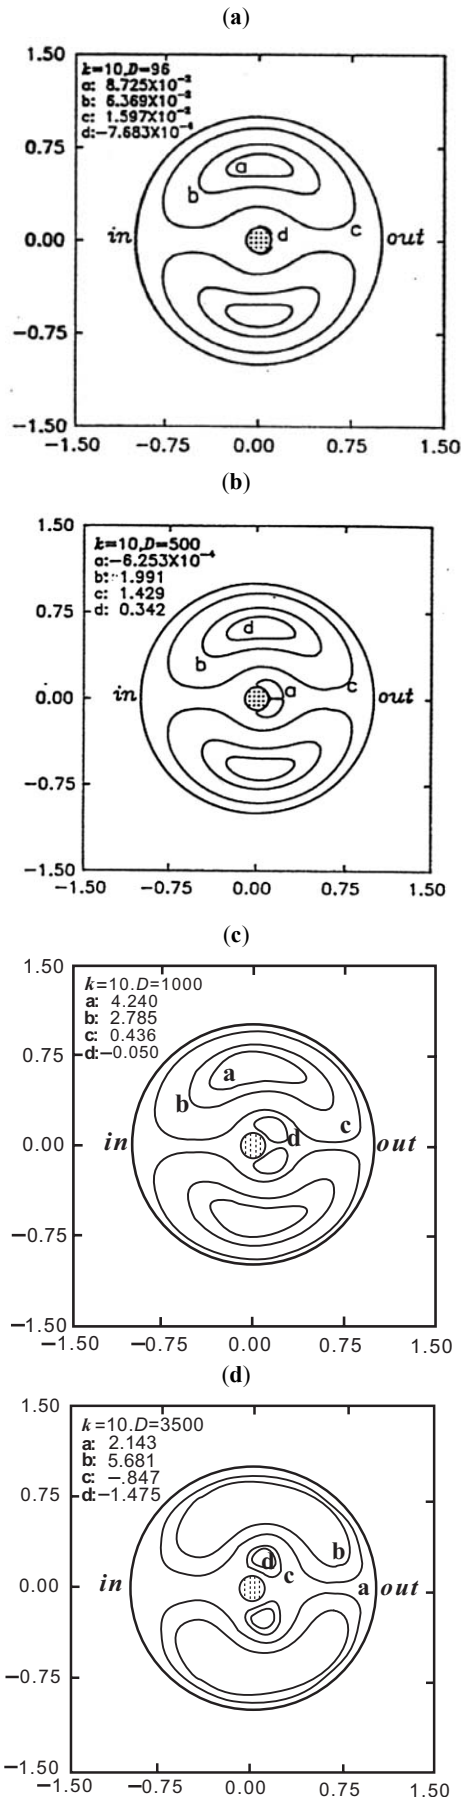 (a)
1.50
k=10,D=96
a: 8.725X10⁻²
b: 6.369X10⁻²
c: 1.597X10⁻²
d:−7.683X10⁻⁴
0.75
a
b
0.00
in
d
c
out
−0.75
−1.50
−1.50 −0.75 0.00 0.75 1.50
(b)
1.50
k=10,D=500
a:−6.253X10⁻⁴
b: 1.991
c: 1.429
d: 0.342
0.75
d
b
0.00
in
a
c
out
−0.75
−1.50
−1.50 −0.75 0.00 0.75 1.50
(c)
1.50
k=10.D=1000
a: 4.240
b: 2.785
c: 0.436
d:−0.050
0.75
a
b
c
0.00
in
d
out
−0.75
−1.50
−1.50 −0.75 0.00 0.75 1.50
(d)
1.50
k=10.D=3500
a: 2.143
b: 5.681
c: −.847
d:−1.475
0.75
d
b
c
0.00
in
a
out
−0.75
−1.50
−1.50 −0.75 0.00 0.75 1.50